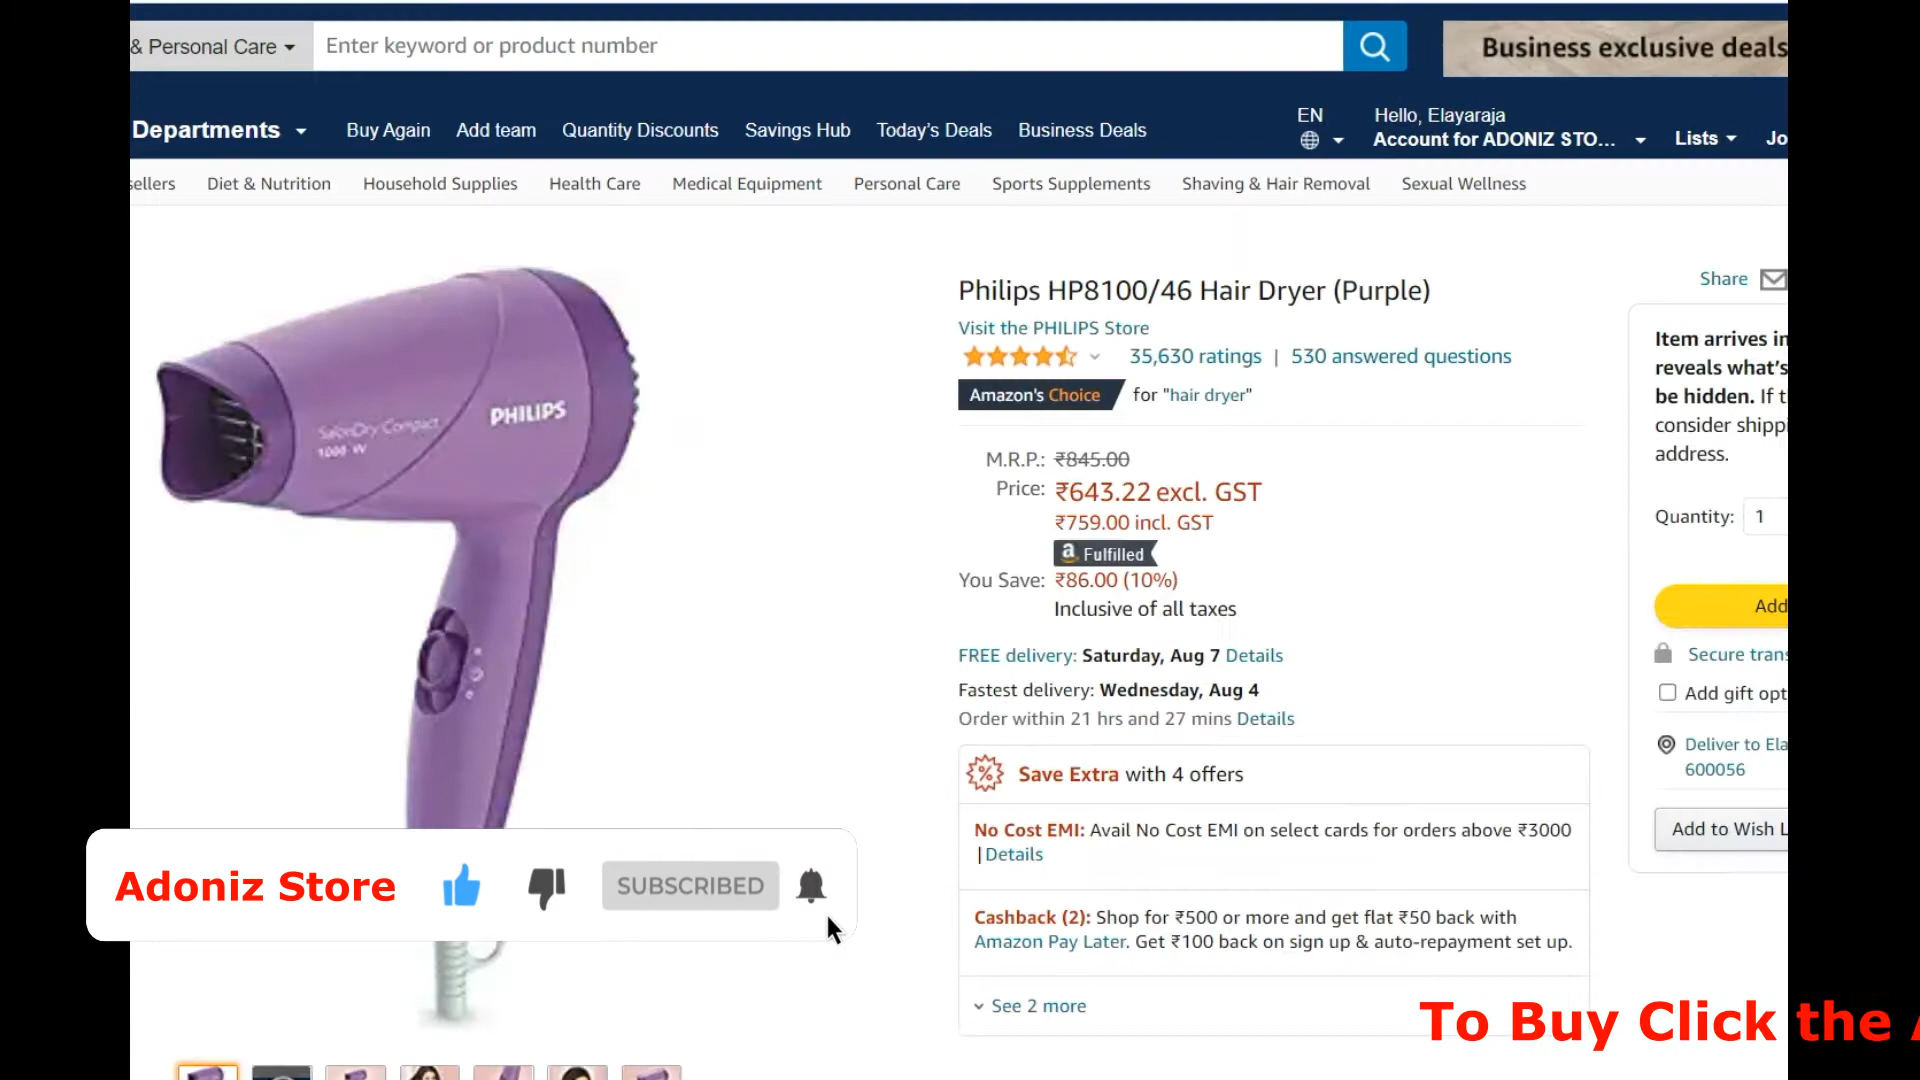 & Personal Care
Enter keyword or product number
Business exclusive deals
Departments
Buy Again
Add team
Quantity Discounts
Savings Hub
Today's Deals
Business Deals
EN
Hello, Elayaraja
Account for ADONIZ STO...
Lists
Jo
sellers
Diet & Nutrition
Household Supplies
Health Care
Medical Equipment
Personal Care
Sports Supplements
Shaving & Hair Removal
Sexual Wellness
PHILIPS
SalonDry Compact
1000 W
Philips HP8100/46 Hair Dryer (Purple)
Visit the PHILIPS Store
35,630 ratings | 530 answered questions
Amazon's Choice for "hair dryer"
M.R.P.: ₹845.00
Price: ₹643.22 excl. GST
₹759.00 incl. GST
a Fulfilled
You Save: ₹86.00 (10%)
Inclusive of all taxes
FREE delivery: Saturday, Aug 7 Details
Fastest delivery: Wednesday, Aug 4
Order within 21 hrs and 27 mins Details
Save Extra with 4 offers
No Cost EMI: Avail No Cost EMI on select cards for orders above ₹3000
|Details
Cashback (2): Shop for ₹500 or more and get flat ₹50 back with
Amazon Pay Later. Get ₹100 back on sign up & auto-repayment set up.
See 2 more
Share
Item arrives in
reveals what's
be hidden. If t
consider shippi
address.
Quantity: 1
Add
Secure trans
Add gift opt
Deliver to Ela
600056
Add to Wish L
Adoniz Store
SUBSCRIBED
To Buy Click the